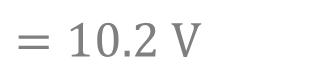 = 10.2 V